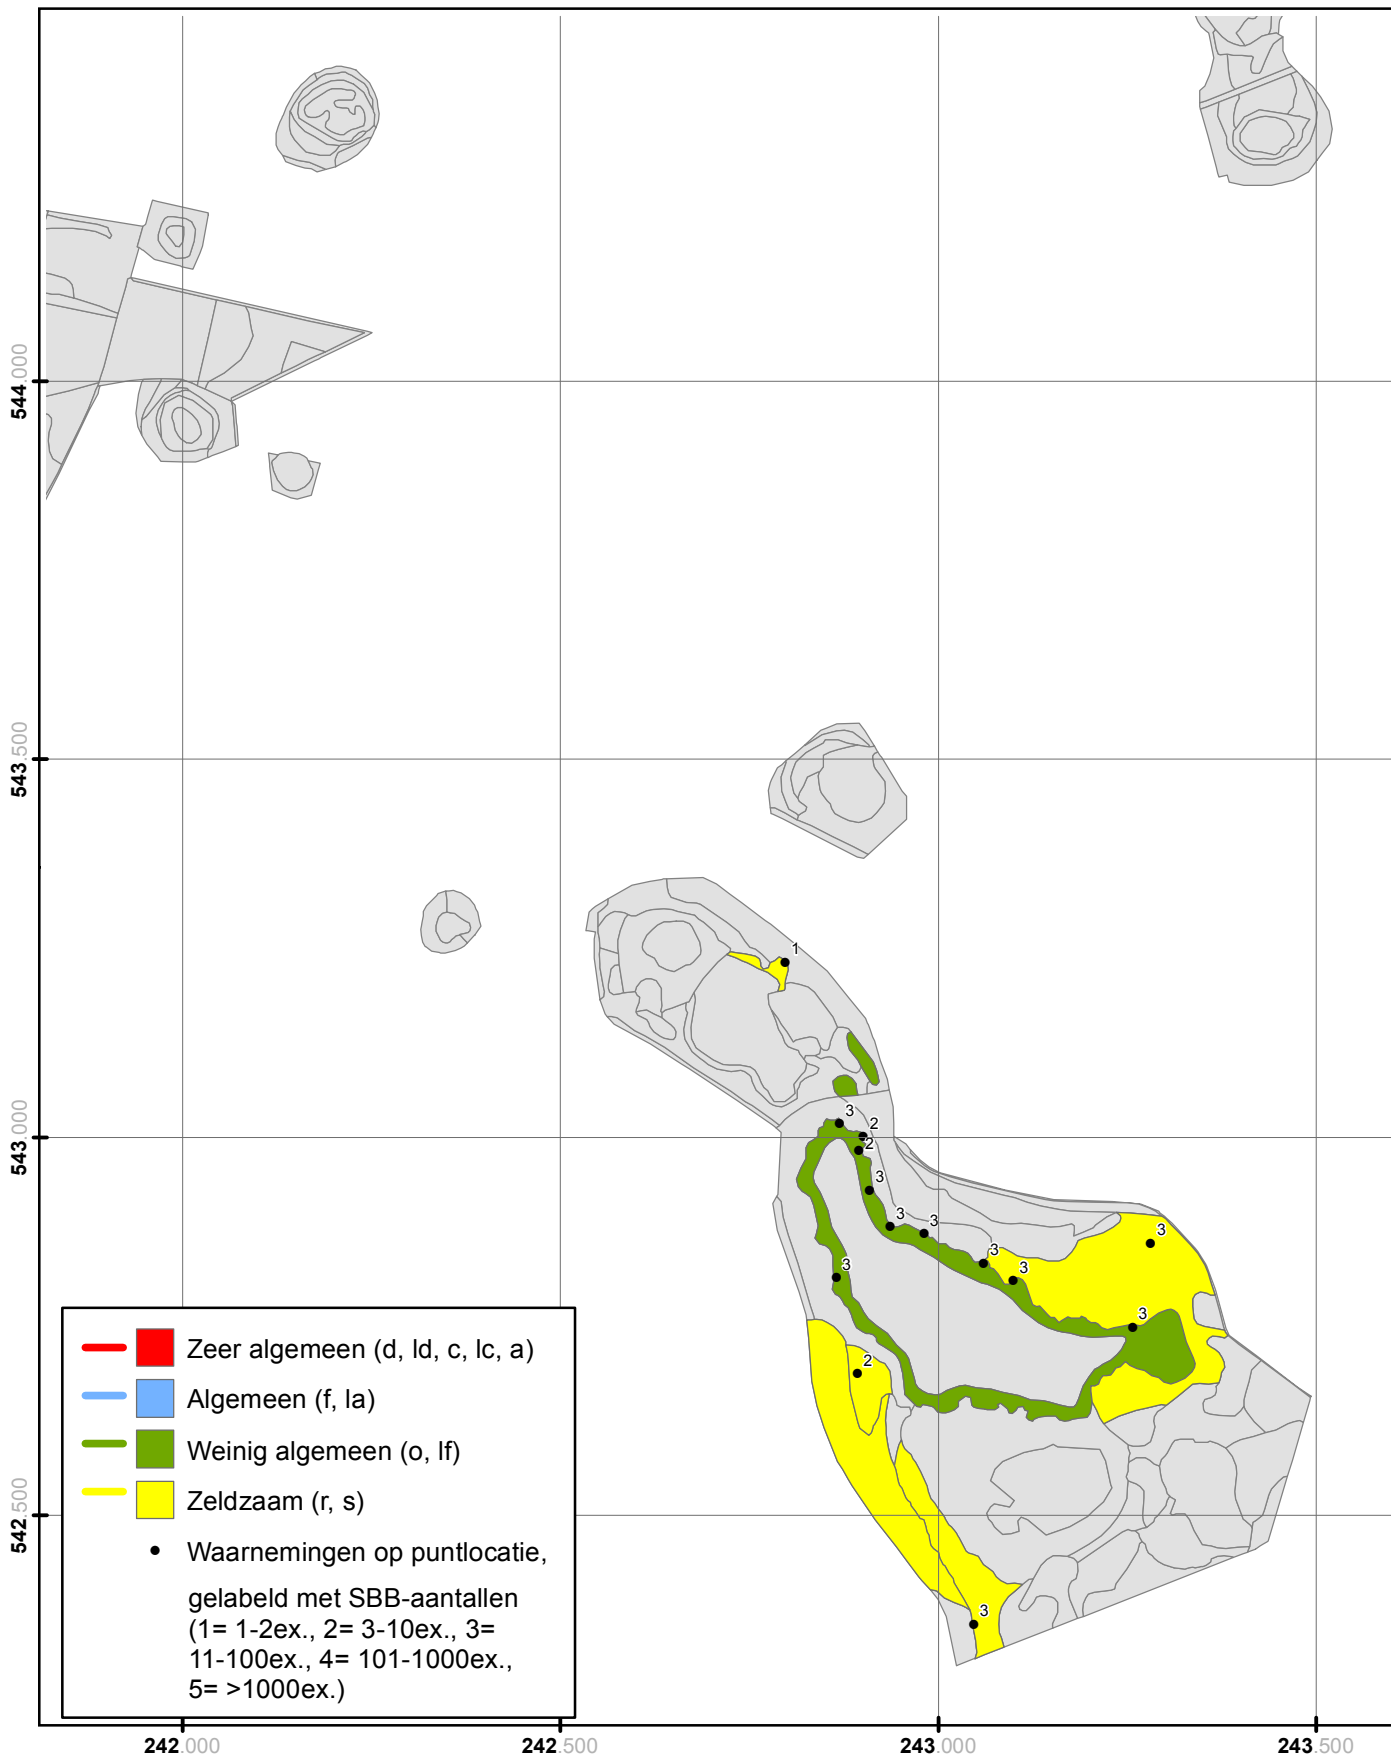 544.000
543.500
543.000
542.500
1
3
2
2
3
3
3
3
3
3
3
3
2
3
Zeer algemeen (d, ld, c, lc, a)
Algemeen (f, la)
Weinig algemeen (o, lf)
Zeldzaam (r, s)
Waarnemingen op puntlocatie,
gelabeld met SBB-aantallen
(1= 1-2ex., 2= 3-10ex., 3=
11-100ex., 4= 101-1000ex.,
5= >1000ex.)
242.000
242.500
243.000
243.500